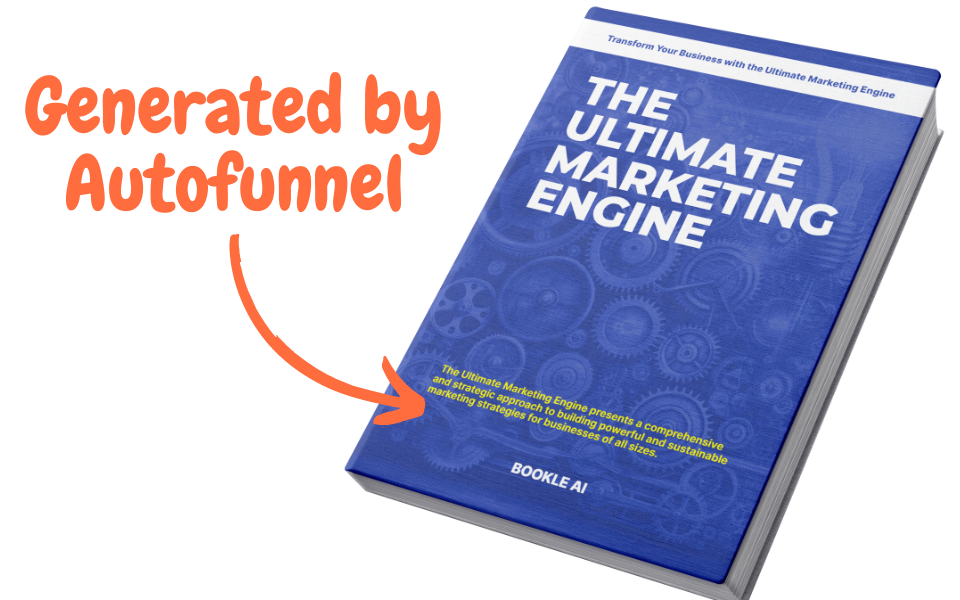 Generated by
Autofunnel
Transform Your Business with the Ultimate Marketing Engine
THE
ULTIMATE
MARKETING
ENGINE
The Ultimate Marketing Engine presents a comprehensive
and strategic approach to building powerful and sustainable
marketing strategies for businesses of all sizes.
BOOKLE AI